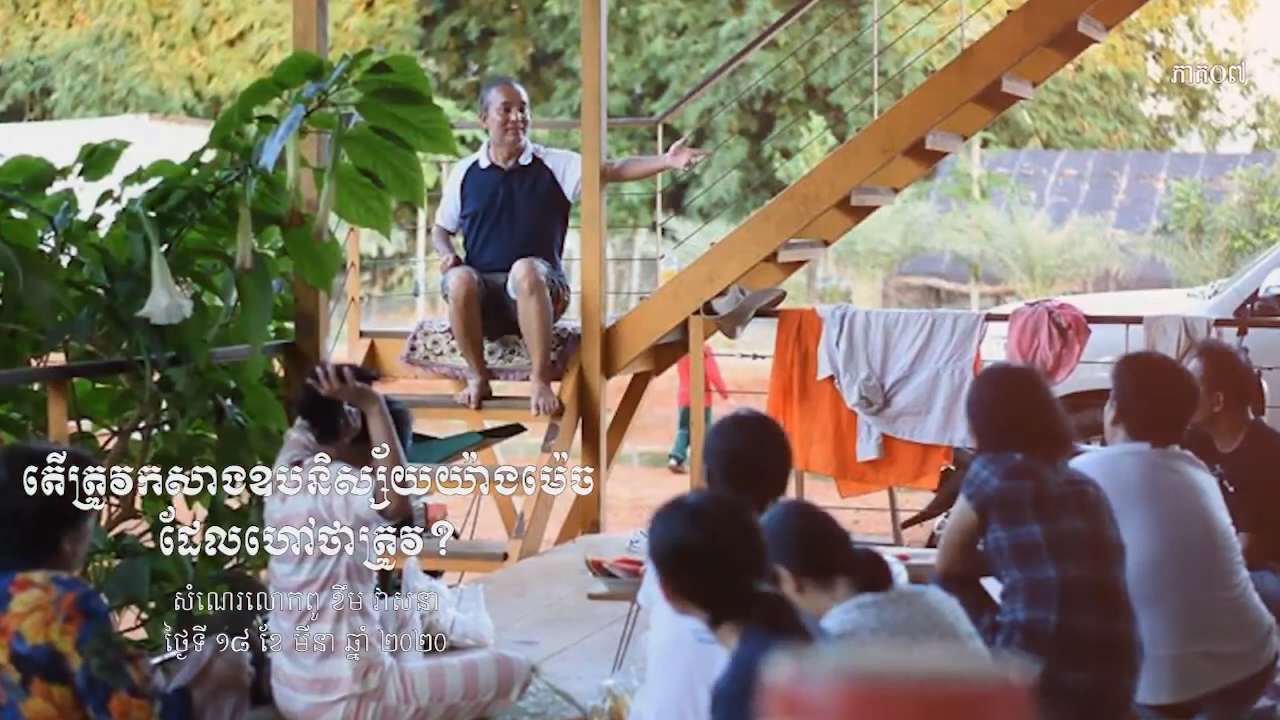 ភាគ០៧
តើត្រូវកសាងឧបនិស្ស័យយ៉ាងម៉េច
ដែលហៅថាត្រូវ?
សំណេរលោកពូ ខឹម វាសនា
ថ្ងៃទី ១៨ ខែ មីនា ឆ្នាំ ២០២០